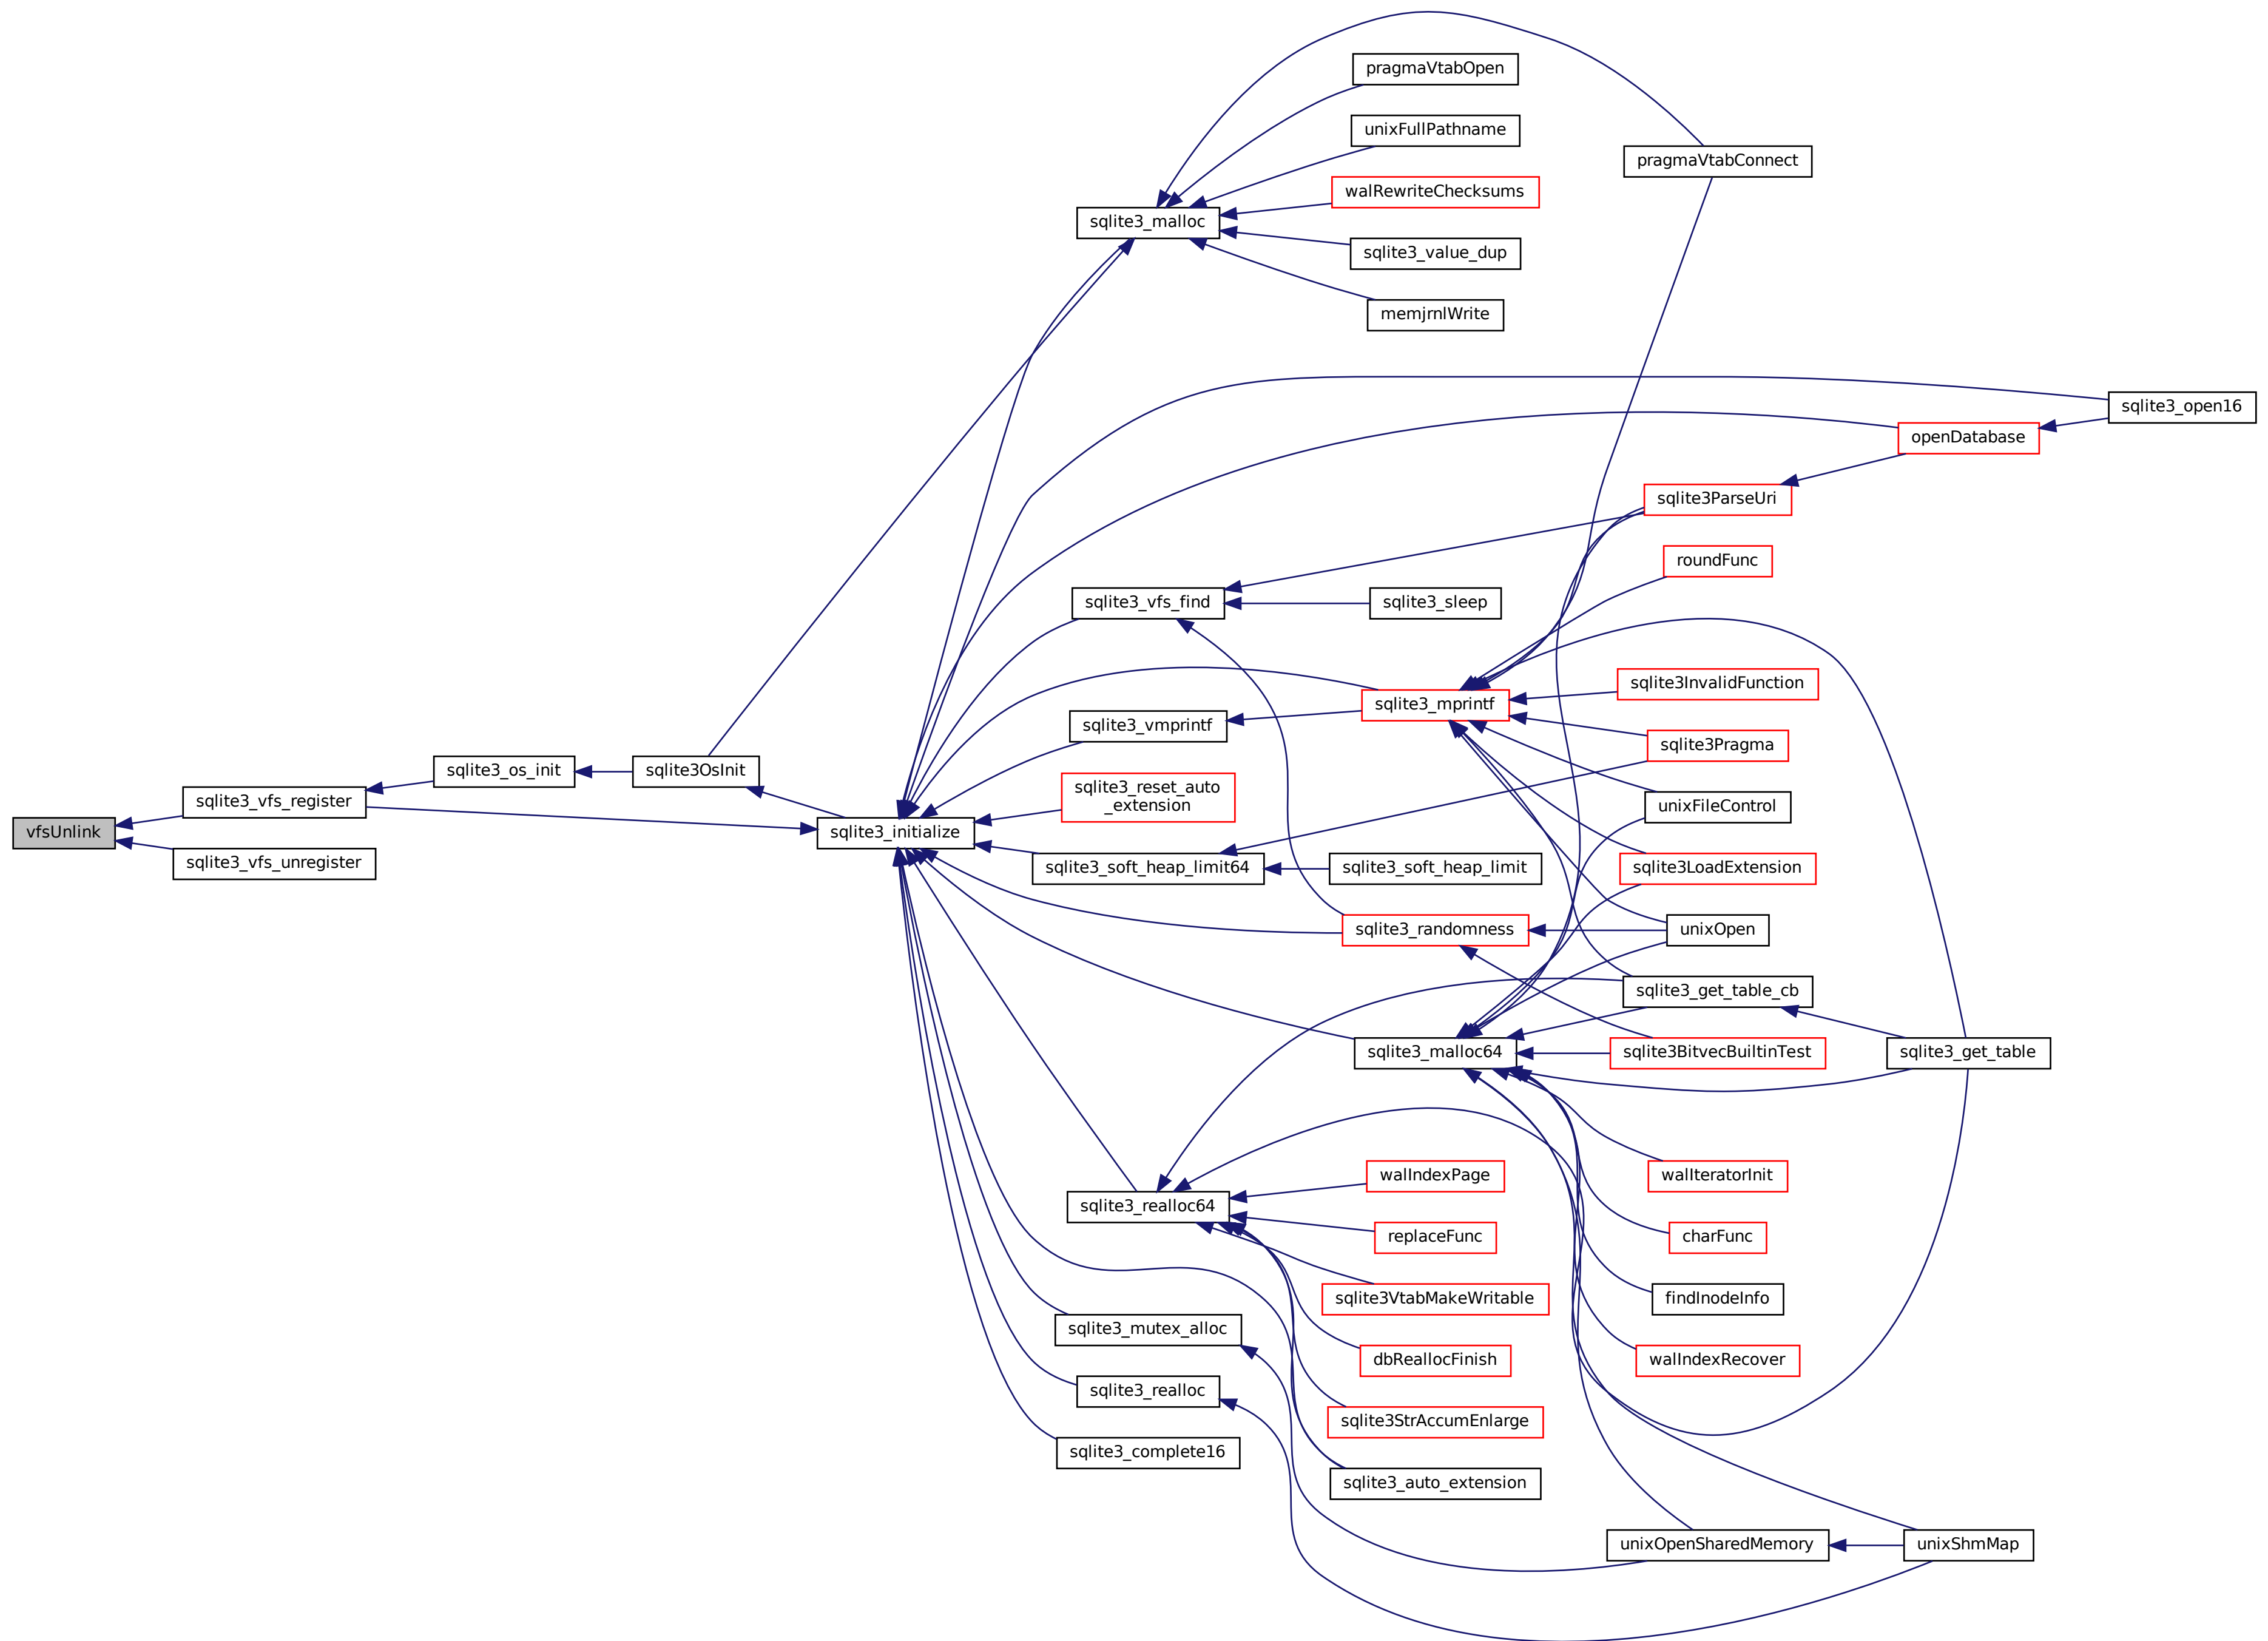 pragmaVtabOpen
unixFullPathname
pragmaVtabConnect
walRewriteChecksums
sqlite3_malloc
sqlite3_value_dup
memjrnlWrite
sqlite3_open16
openDatabase
sqlite3ParseUri
roundFunc
sqlite3_vfs_find
sqlite3_sleep
sqlite3InvalidFunction
sqlite3_mprintf
sqlite3_vmprintf
sqlite3Pragma
sqlite3_os_init
sqlite3OsInit
sqlite3_reset_auto
_extension
sqlite3_vfs_register
unixFileControl
vfsUnlink
sqlite3_initialize
sqlite3_vfs_unregister
sqlite3_soft_heap_limit64
sqlite3_soft_heap_limit
sqlite3LoadExtension
sqlite3_randomness
unixOpen
sqlite3_get_table_cb
sqlite3_malloc64
sqlite3BitvecBuiltinTest
sqlite3_get_table
walIndexPage
walIteratorInit
sqlite3_realloc64
replaceFunc
charFunc
sqlite3VtabMakeWritable
findInodeInfo
sqlite3_mutex_alloc
dbReallocFinish
walIndexRecover
sqlite3_realloc
sqlite3StrAccumEnlarge
sqlite3_complete16
sqlite3_auto_extension
unixOpenSharedMemory
unixShmMap